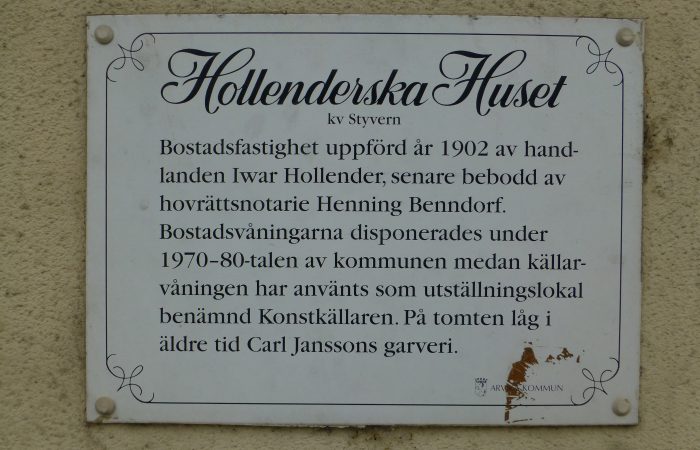 Hollenderska Huset
kv Styvern
Bostadsfastighet uppförd år 1902 av hand-
landen Iwar Hollender, senare bebodd av
hovrättsnotarie Henning Benndorf.
Bostadsvåningarna disponerades under
1970-80-talen av kommunen medan källar-
våningen har använts som utställningslokal
benämnd Konstkällaren. På tomten låg i
äldre tid Carl Janssons garveri.
KOMMUN